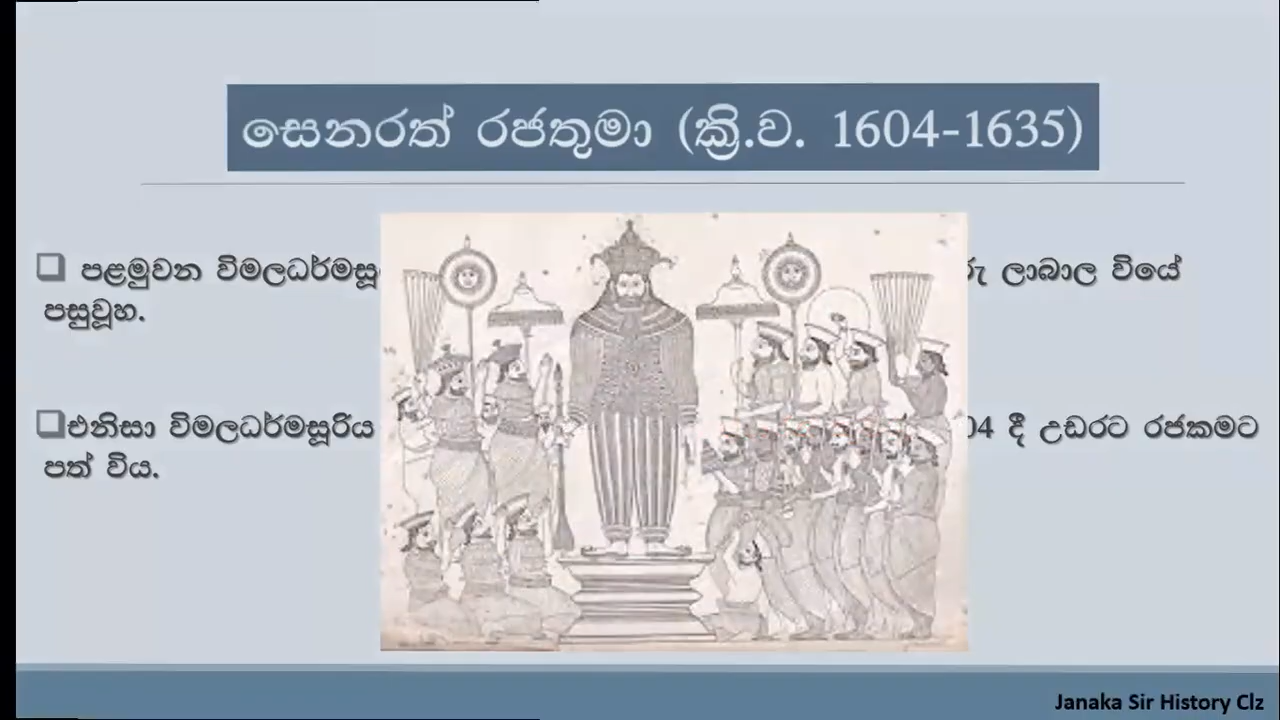 සෙනරත් රජතුමා (ක්‍රි.ව. 1604-1635)
පළමුවන විමලධර්මසූ ලාබාල වියේ
පසුවූහ.
එනිසා විමලධර්මසූරිය 04 දී උඩරට රජකමට
පත් විය.
Janaka Sir History Clz